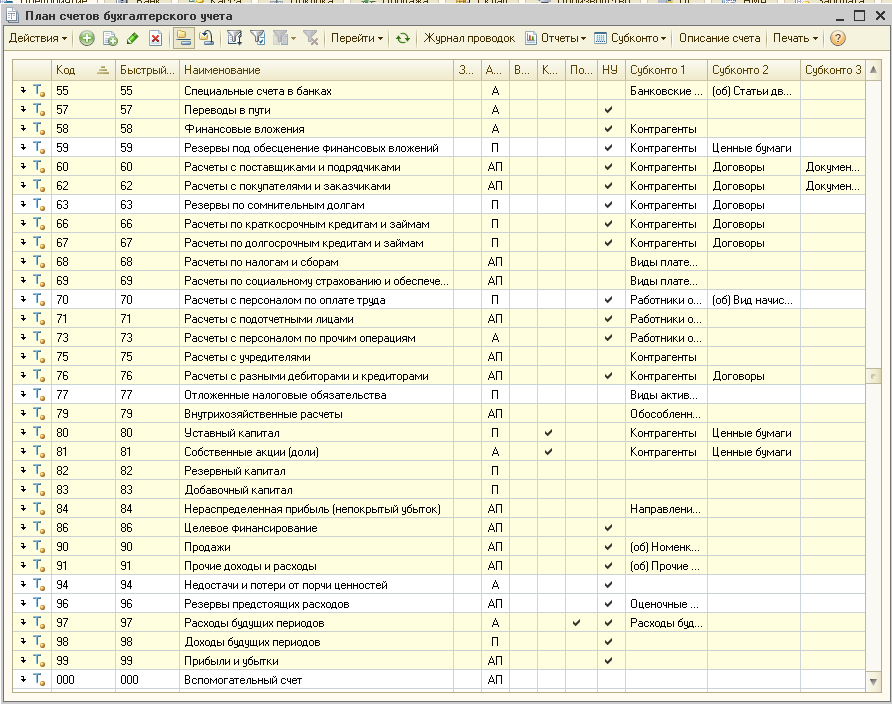 План счетов бухгалтерского учета
Действия Перейти Журнал проводок Отчеты Субконто Описание счета Печать
Код Быстрый... Наименование З... А... В... К... По... НУ Субконто 1 Субконто 2 Субконто 3
55 55 Специальные счета в банках А Банковские ... (об) Статьи дв...
57 57 Переводы в пути А ✔
58 58 Финансовые вложения А ✔ Контрагенты
59 59 Резервы под обесценение финансовых вложений П ✔ Контрагенты Ценные бумаги
60 60 Расчеты с поставщиками и подрядчиками АП ✔ Контрагенты Договоры Докумен...
62 62 Расчеты с покупателями и заказчиками АП ✔ Контрагенты Договоры Докумен...
63 63 Резервы по сомнительным долгам П ✔ Контрагенты Договоры
66 66 Расчеты по краткосрочным кредитам и займам П ✔ Контрагенты Договоры
67 67 Расчеты по долгосрочным кредитам и займам П ✔ Контрагенты Договоры
68 68 Расчеты по налогам и сборам АП Виды плате...
69 69 Расчеты по социальному страхованию и обеспече... АП Виды плате...
70 70 Расчеты с персоналом по оплате труда П ✔ Работники о... (об) Вид начис...
71 71 Расчеты с подотчетными лицами АП ✔ Работники о...
73 73 Расчеты с персоналом по прочим операциям А ✔ Работники о...
75 75 Расчеты с учредителями АП Контрагенты
76 76 Расчеты с разными дебиторами и кредиторами АП ✔ Контрагенты Договоры
77 77 Отложенные налоговые обязательства П Виды актив...
79 79 Внутрихозяйственные расчеты АП Обособленн...
80 80 Уставный капитал П ✔ Контрагенты Ценные бумаги
81 81 Собственные акции (доли) А ✔ Контрагенты Ценные бумаги
82 82 Резервный капитал П
83 83 Добавочный капитал П
84 84 Нераспределенная прибыль (непокрытый убыток) АП Направлени...
86 86 Целевое финансирование АП ✔
90 90 Продажи АП ✔ (об) Номенк...
91 91 Прочие доходы и расходы АП ✔ (об) Прочие ...
94 94 Недостачи и потери от порчи ценностей А ✔
96 96 Резервы предстоящих расходов АП ✔ Оценочные ...
97 97 Расходы будущих периодов А ✔ ✔ Расходы буд...
98 98 Доходы будущих периодов П ✔
99 99 Прибыли и убытки АП ✔
000 000 Вспомогательный счет АП